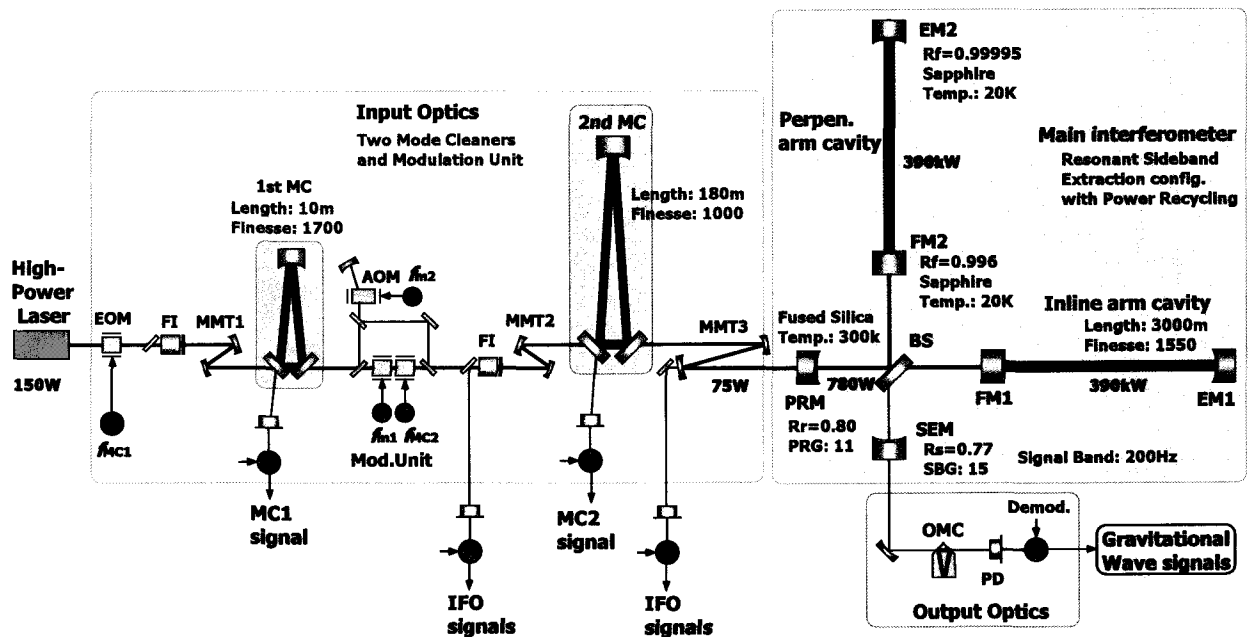 EM2
Rf=0.99995
Sapphire
Temp.: 20K
Perpen.
arm cavity
390kW
Main interferometer
Resonant Sideband
Extraction config.
with Power Recycling
Input Optics
Two Mode Cleaners
and Modulation Unit
2nd MC
Length: 180m
Finesse: 1000
1st MC
Length: 10m
Finesse: 1700
FM2
Rf=0.996
Sapphire
Temp.: 20K
High-
Power
Laser
150W
EOM
FI
MMT1
AOM
fm2
FI
MMT2
MMT3
75W
Fused Silica
Temp.: 300k
780W
BS
Inline arm cavity
Length: 3000m
Finesse: 1550
390kW
FM1
EM1
fMC1
fm1
fMC2
Mod.Unit
PRM
Rr=0.80
PRG: 11
SEM
Rs=0.77
SBG: 15
Signal Band: 200Hz
MC1
signal
IFO
signals
MC2
signal
IFO
signals
OMC
PD
Demod.
Gravitational
Wave signals
Output Optics